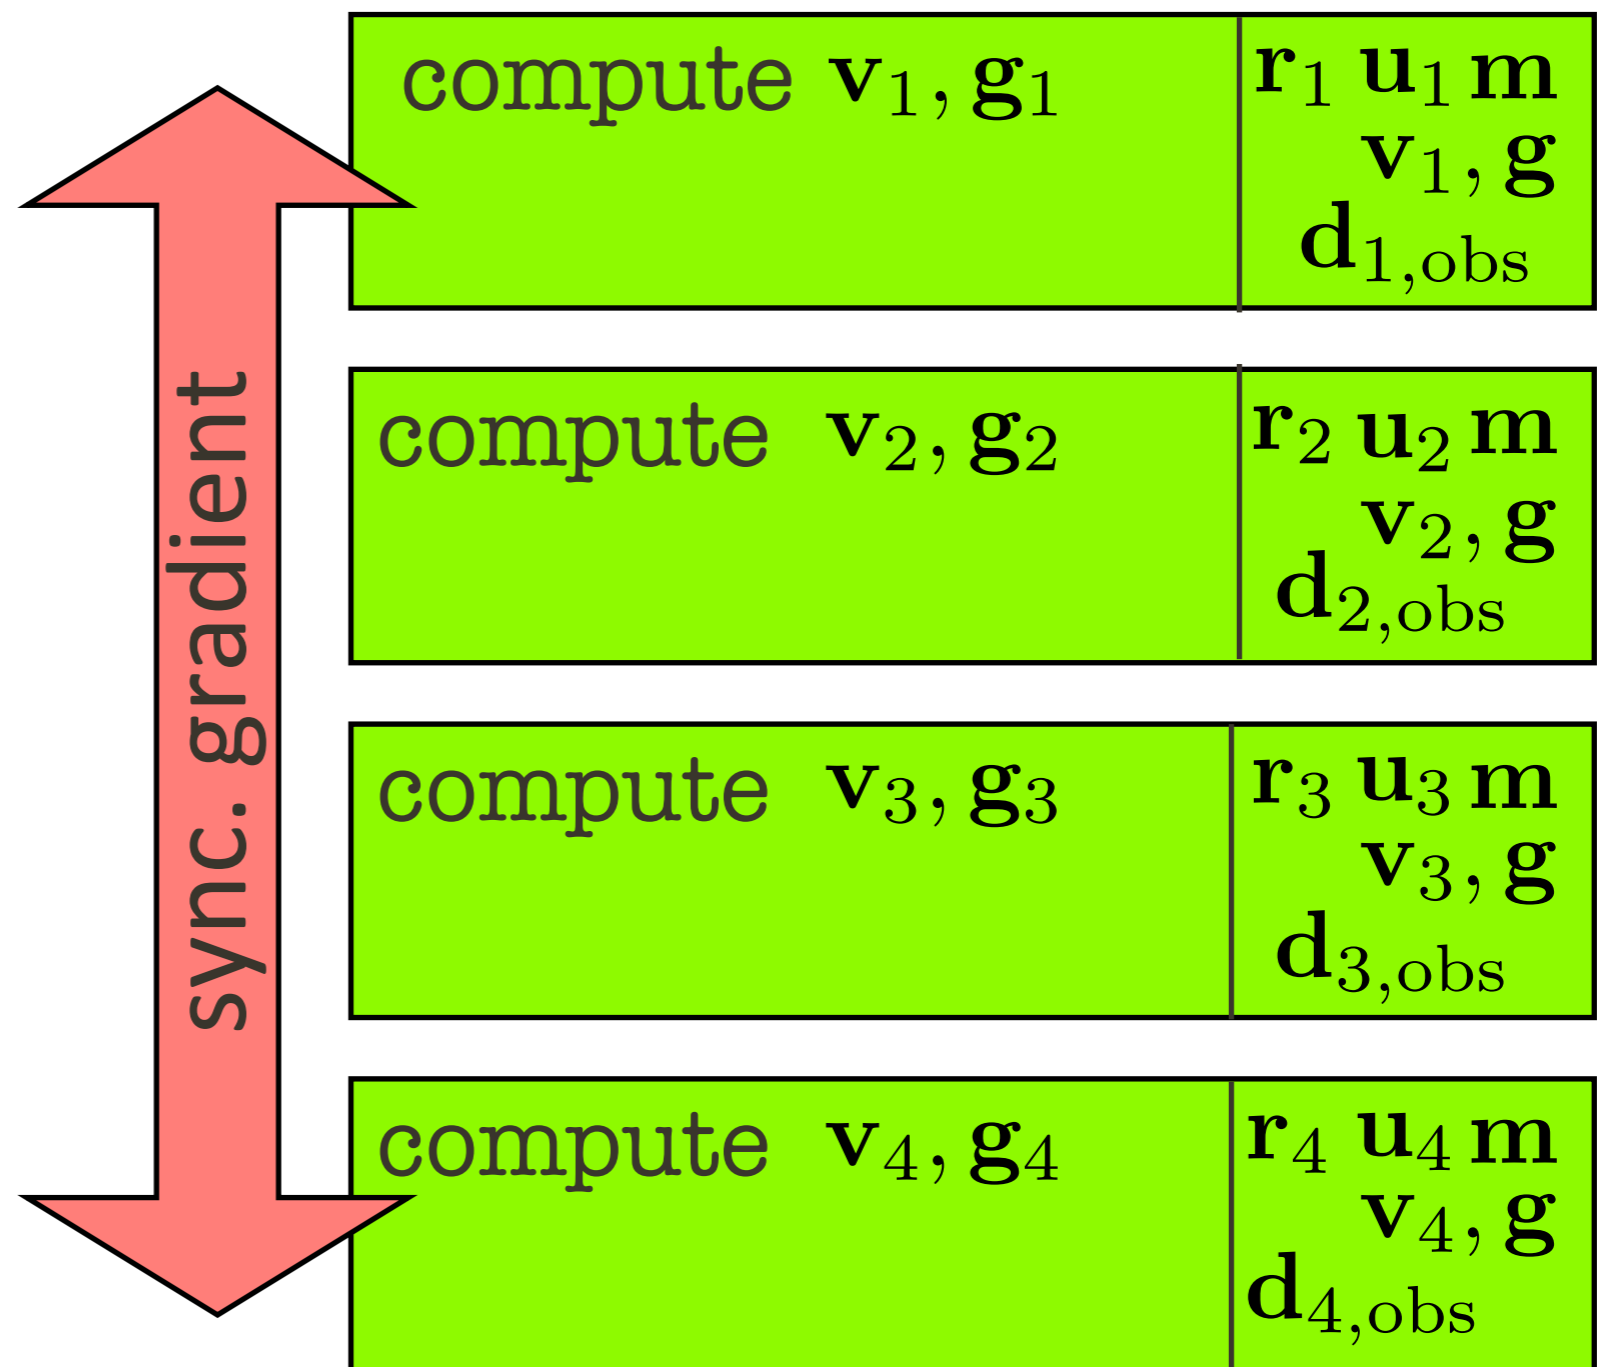 sync. gradient
compute v₁, g₁
r₁ u₁ m
v₁, g
d₁,obs
compute v₂, g₂
r₂ u₂ m
v₂, g
d₂,obs
compute v₃, g₃
r₃ u₃ m
v₃, g
d₃,obs
compute v₄, g₄
r₄ u₄ m
v₄, g
d₄,obs